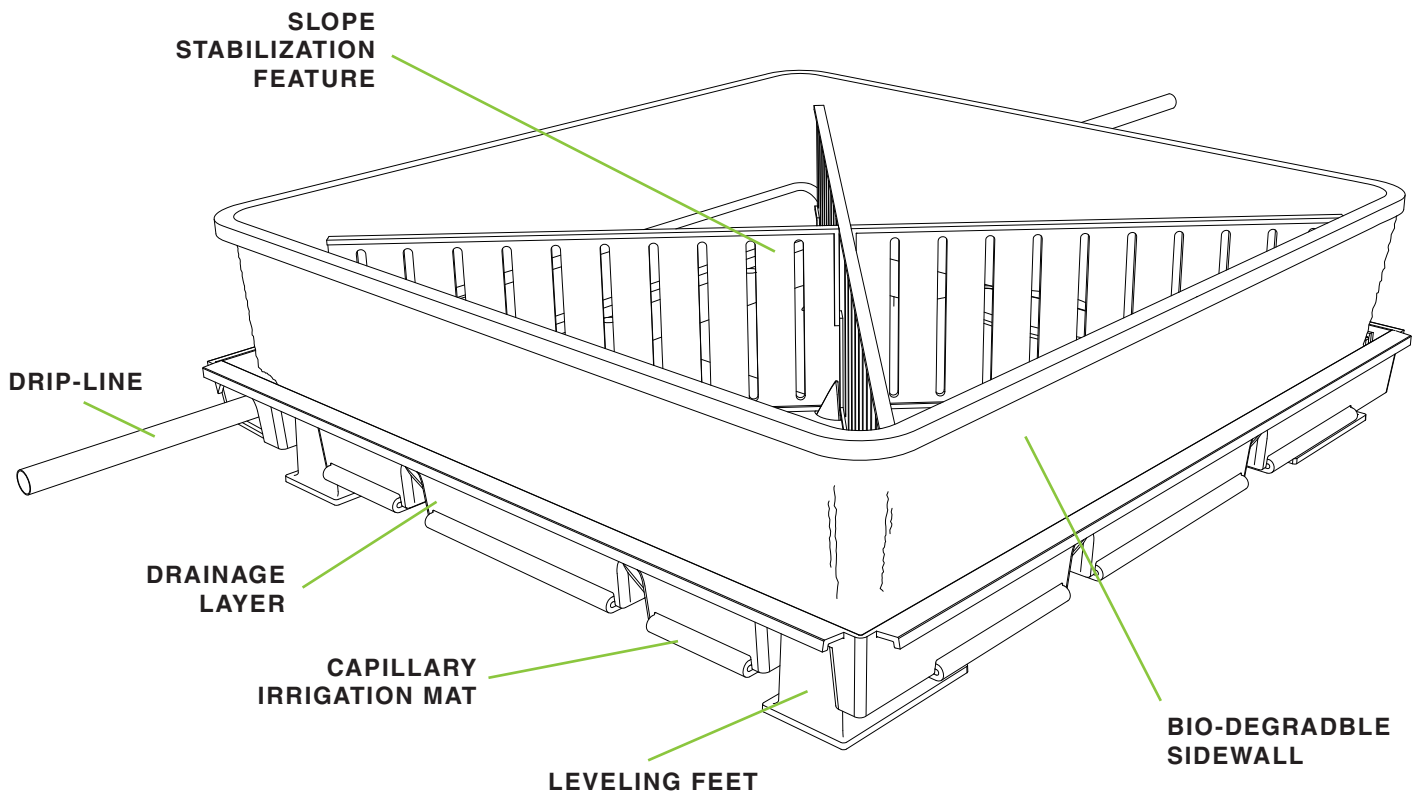 SLOPE
STABILIZATION
FEATURE
DRIP-LINE
DRAINAGE
LAYER
CAPILLARY
IRRIGATION MAT
LEVELING FEET
BIO-DEGRADBLE
SIDEWALL